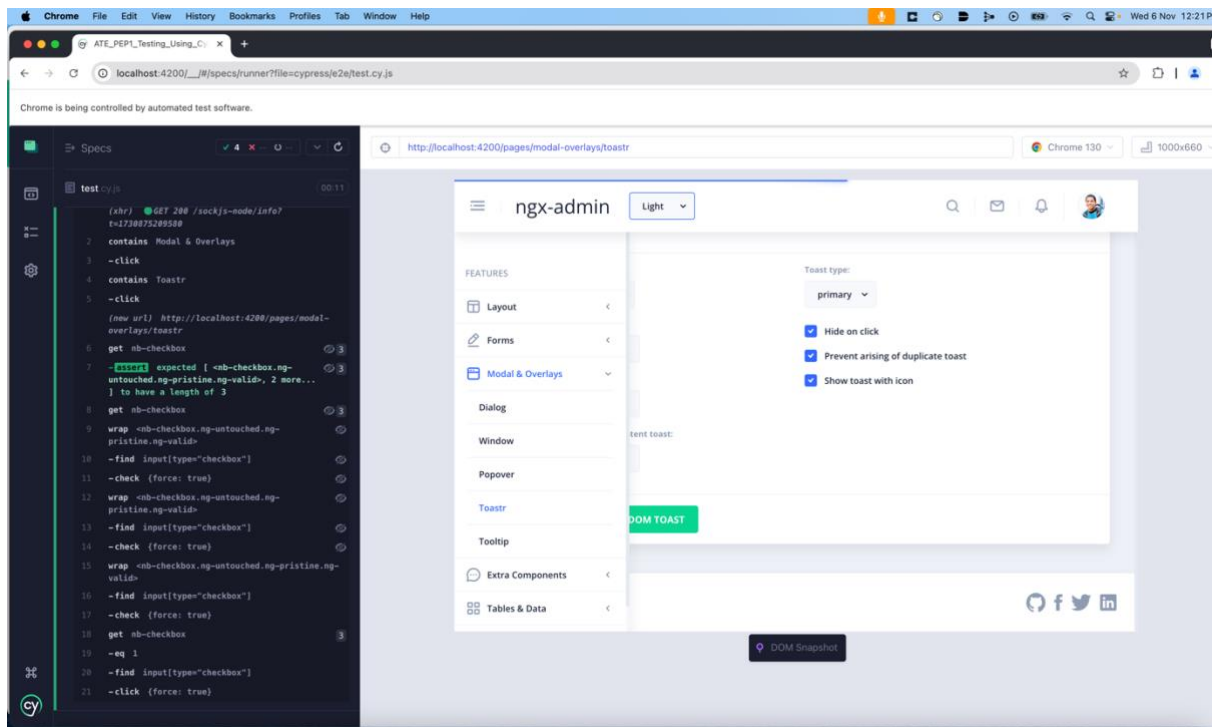 Chrome File Edit View History Bookmarks Profiles Tab Window Help
Wed 6 Nov 12:21P
ATE_PEP1_Testing_Using_Cy
localhost:4200/__/#/specs/runner?file=cypress/e2e/test.cy.js
Chrome is being controlled by automated test software.
Specs
4
--
--
test.cy.js
00:11
(xhr) GET 200 /sockjs-node/info?
t=1730875209580
2 contains Modal & Overlays
3 -click
4 contains Toastr
5 -click
(new url) http://localhost:4200/pages/modal-
overlays/toastr
6 get nb-checkbox 3
7 -assert expected [ <nb-checkbox.ng- 3
untouched.ng-pristine.ng-valid>, 2 more...
] to have a length of 3
8 get nb-checkbox 3
9 wrap <nb-checkbox.ng-untouched.ng-
pristine.ng-valid>
10 -find input[type="checkbox"]
11 -check {force: true}
12 wrap <nb-checkbox.ng-untouched.ng-
pristine.ng-valid>
13 -find input[type="checkbox"]
14 -check {force: true}
15 wrap <nb-checkbox.ng-untouched.ng-pristine.ng-
valid>
16 -find input[type="checkbox"]
17 -check {force: true}
18 get nb-checkbox 3
19 -eq 1
20 -find input[type="checkbox"]
21 -click {force: true}
cy
http://localhost:4200/pages/modal-overlays/toastr
Chrome 130
1000x660
ngx-admin
Light
FEATURES
Layout
Forms
Modal & Overlays
Dialog
Window
Popover
Toastr
Tooltip
Extra Components
Tables & Data
Toast type:
primary
Hide on click
Prevent arising of duplicate toast
Show toast with icon
tent toast:
DOM TOAST
DOM Snapshot